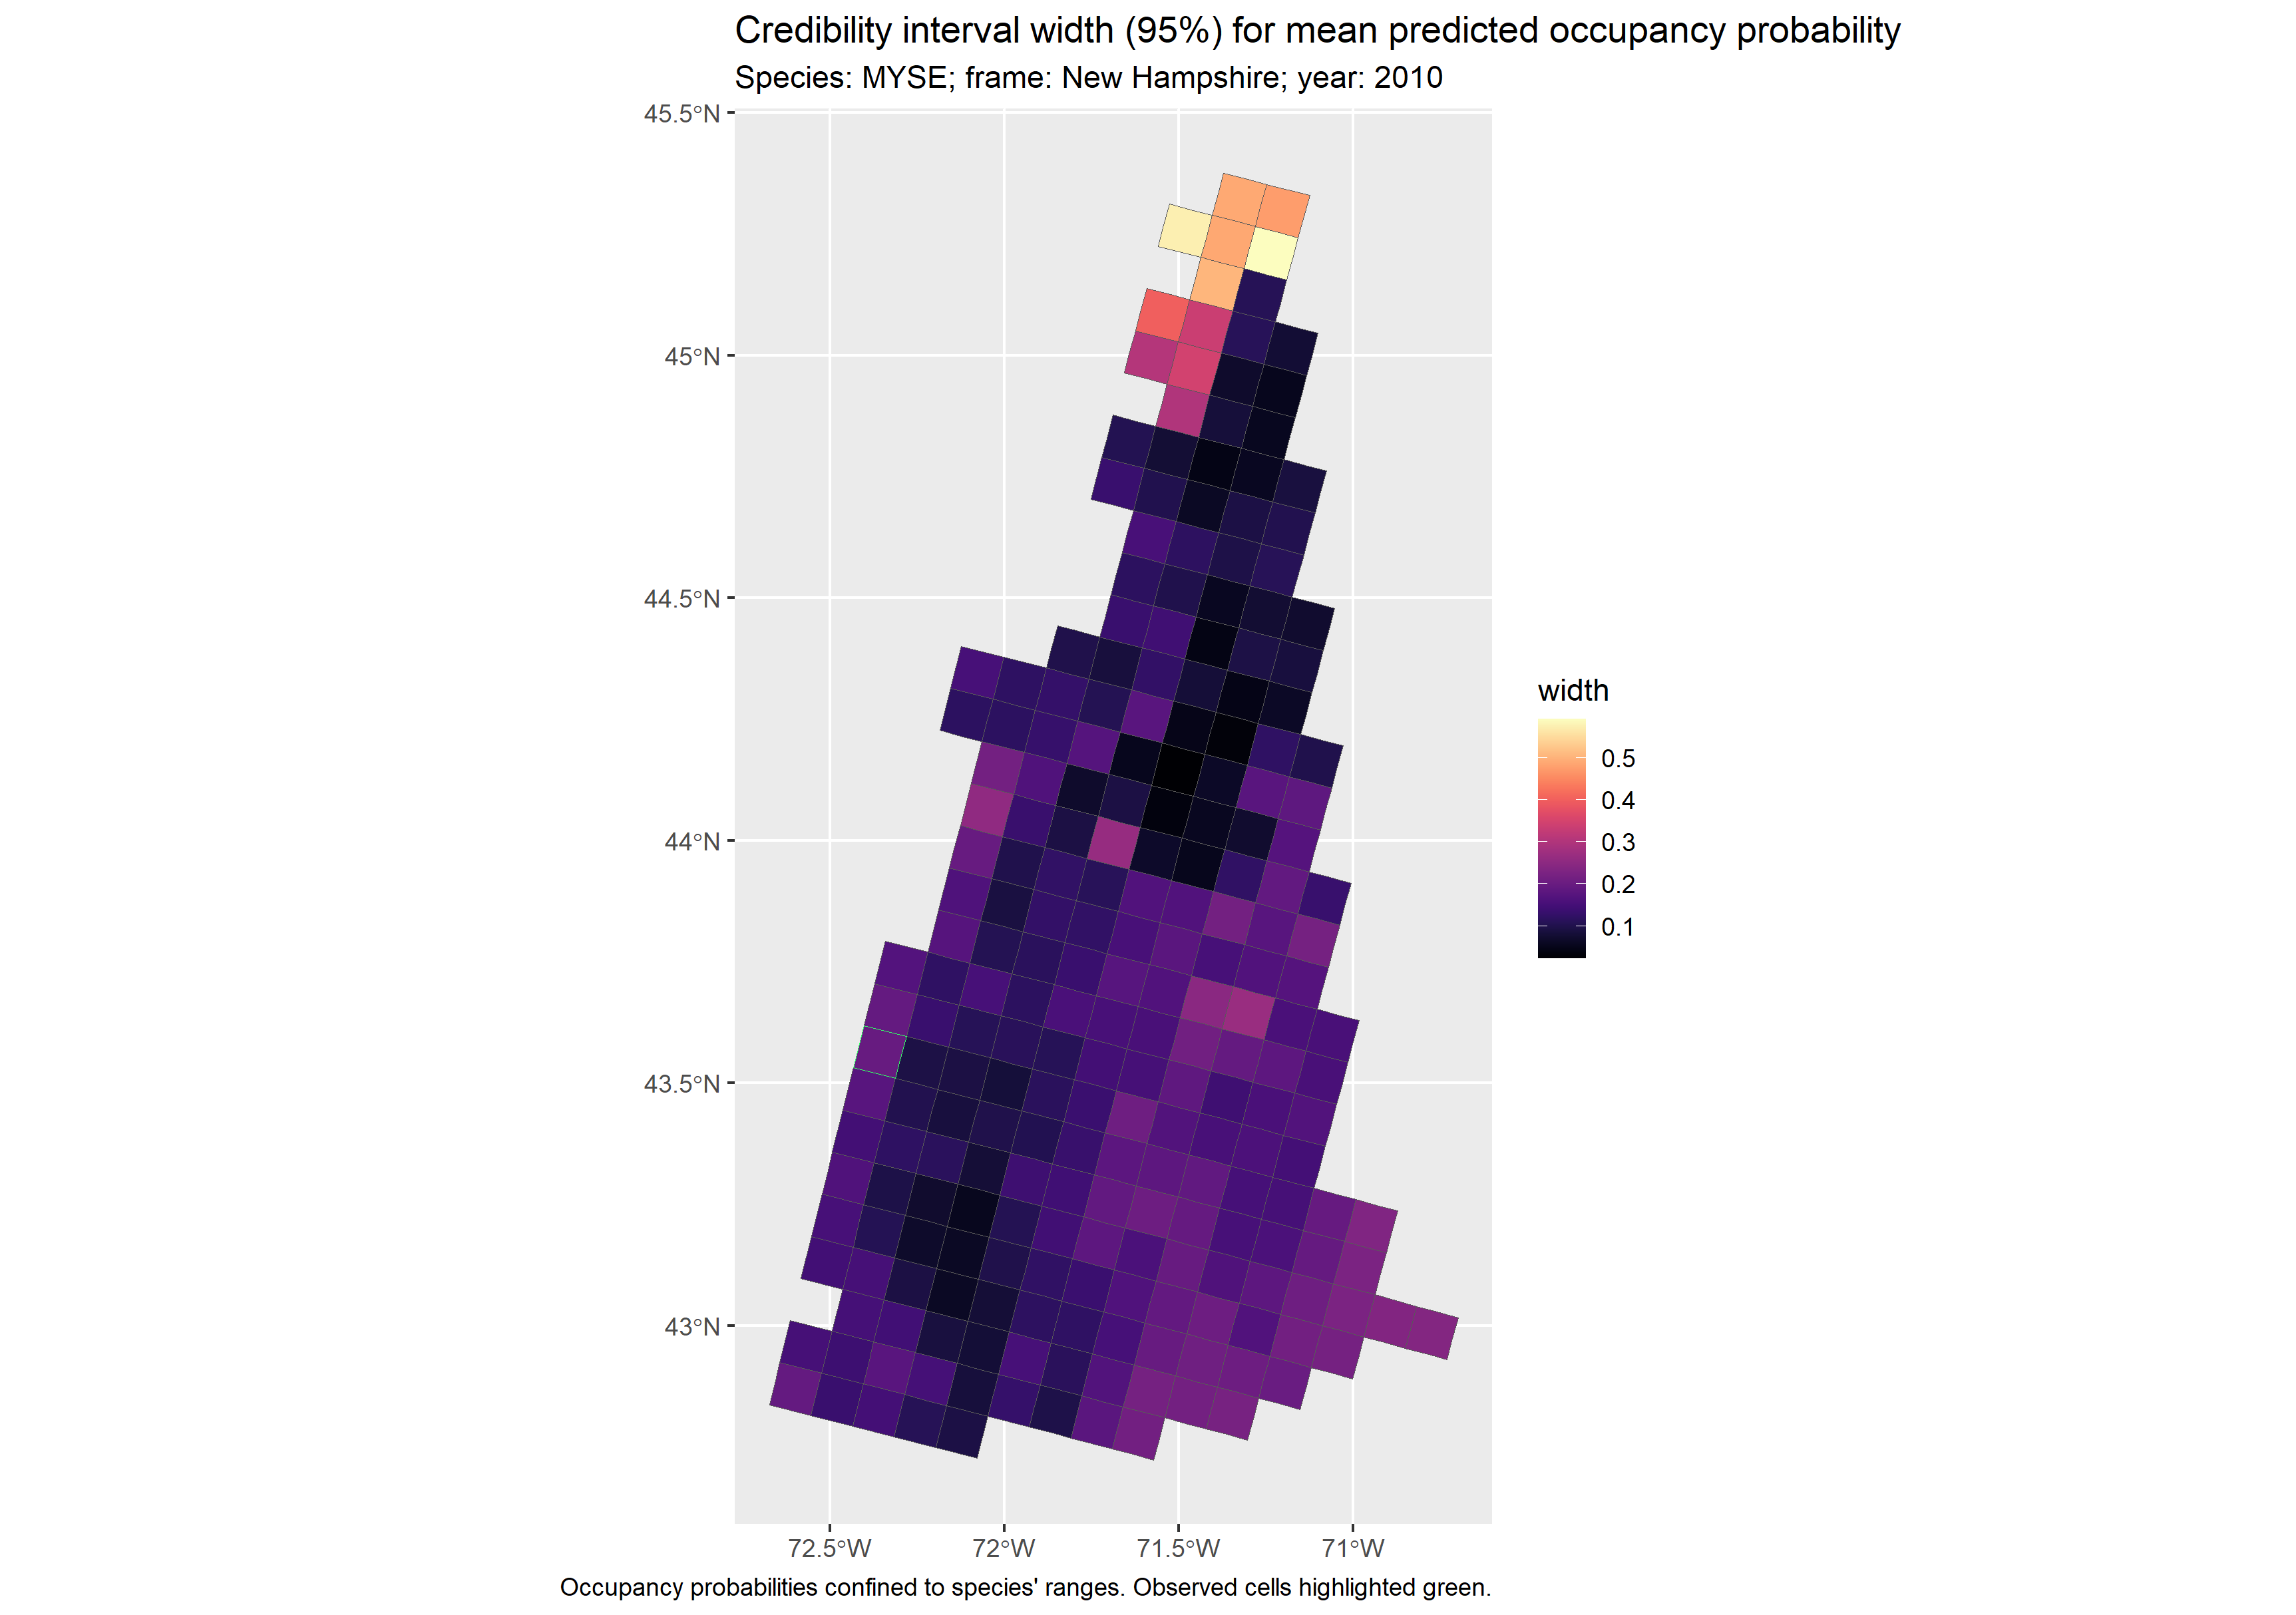 Credibility interval width (95%) for mean predicted occupancy probability
Species: MYSE; frame: New Hampshire; year: 2010
45.5°N
45°N
44.5°N
44°N
43.5°N
43°N
72.5°W
72°W
71.5°W
71°W
width
0.5
0.4
0.3
0.2
0.1
Occupancy probabilities confined to species' ranges. Observed cells highlighted green.